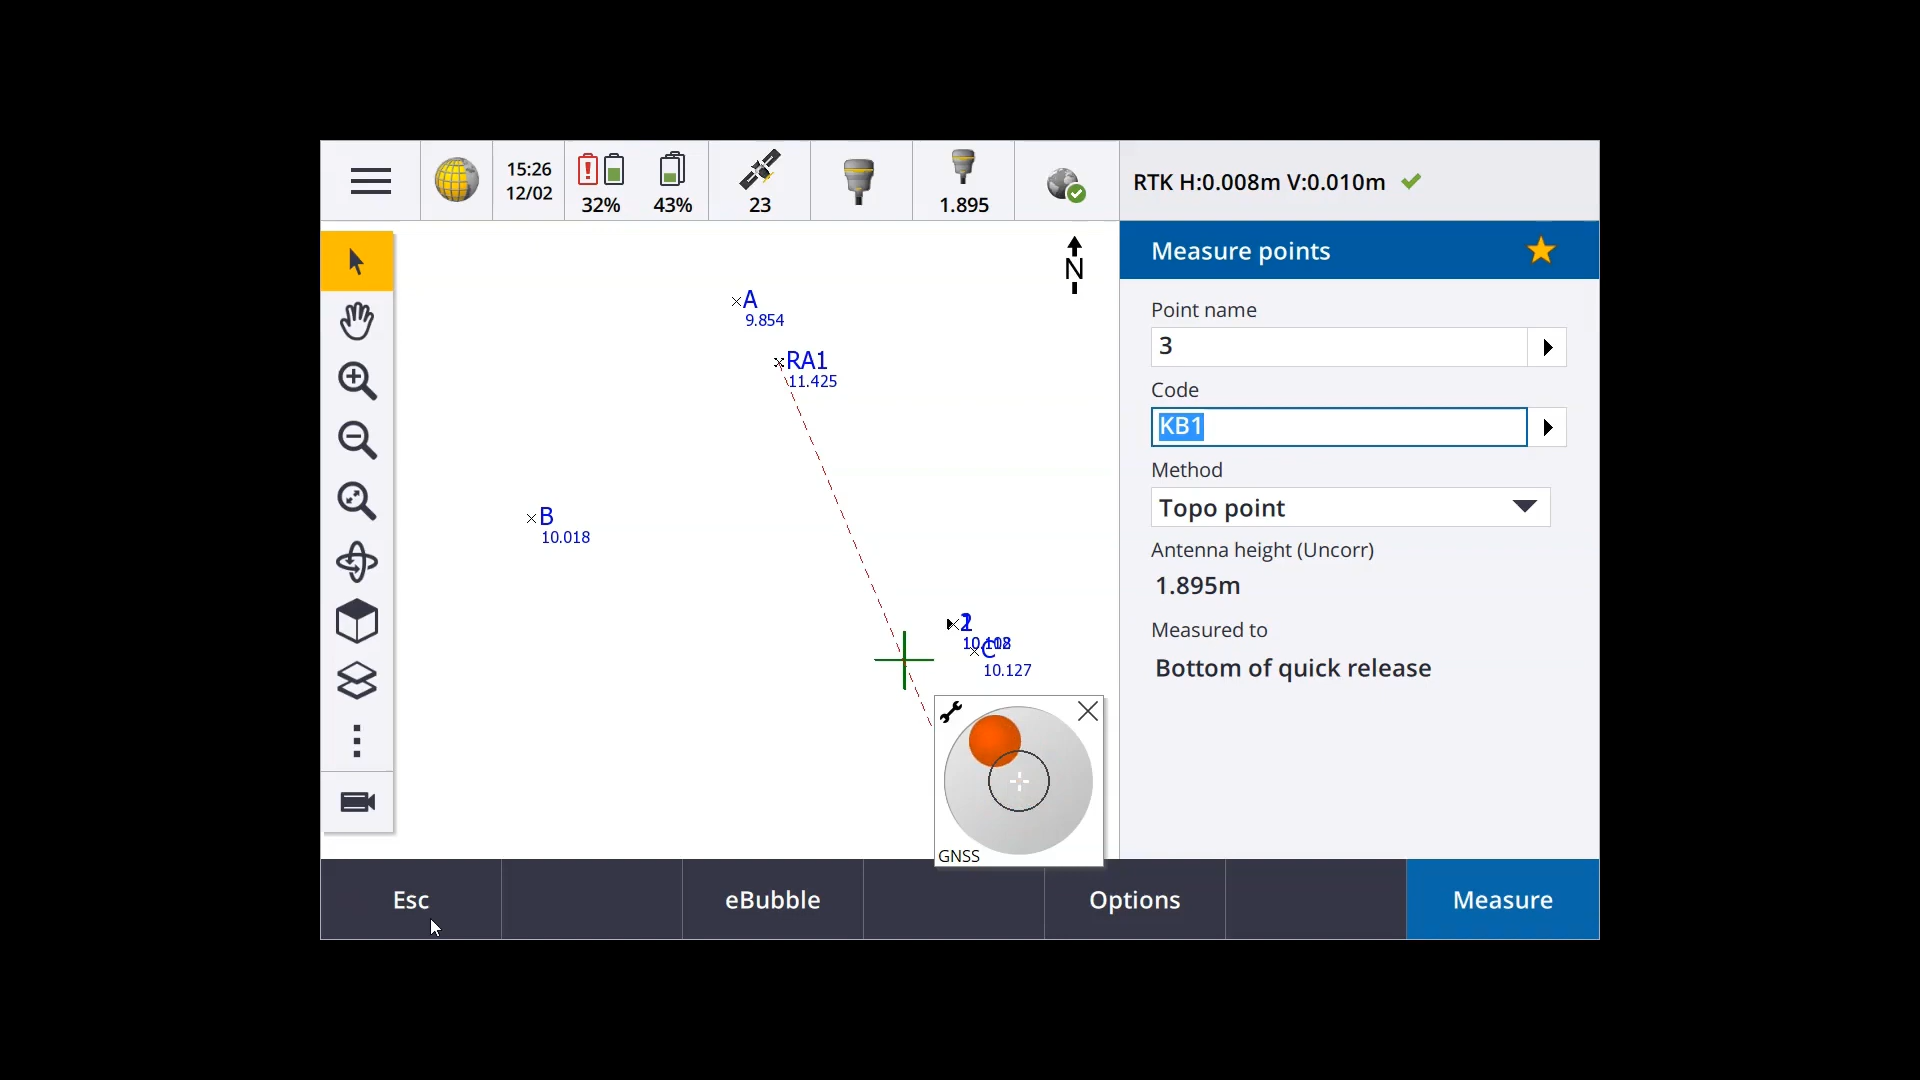 15:26
12/02
32%
43%
23
1.895
RTK H:0.008m V:0.010m
Measure points
N
A
9.854
RA1
11.425
B
10.018
2
C
10.127
GNSS
Point name
3
Code
KB1
Method
Topo point
Antenna height (Uncorr)
1.895m
Measured to
Bottom of quick release
Esc
eBubble
Options
Measure